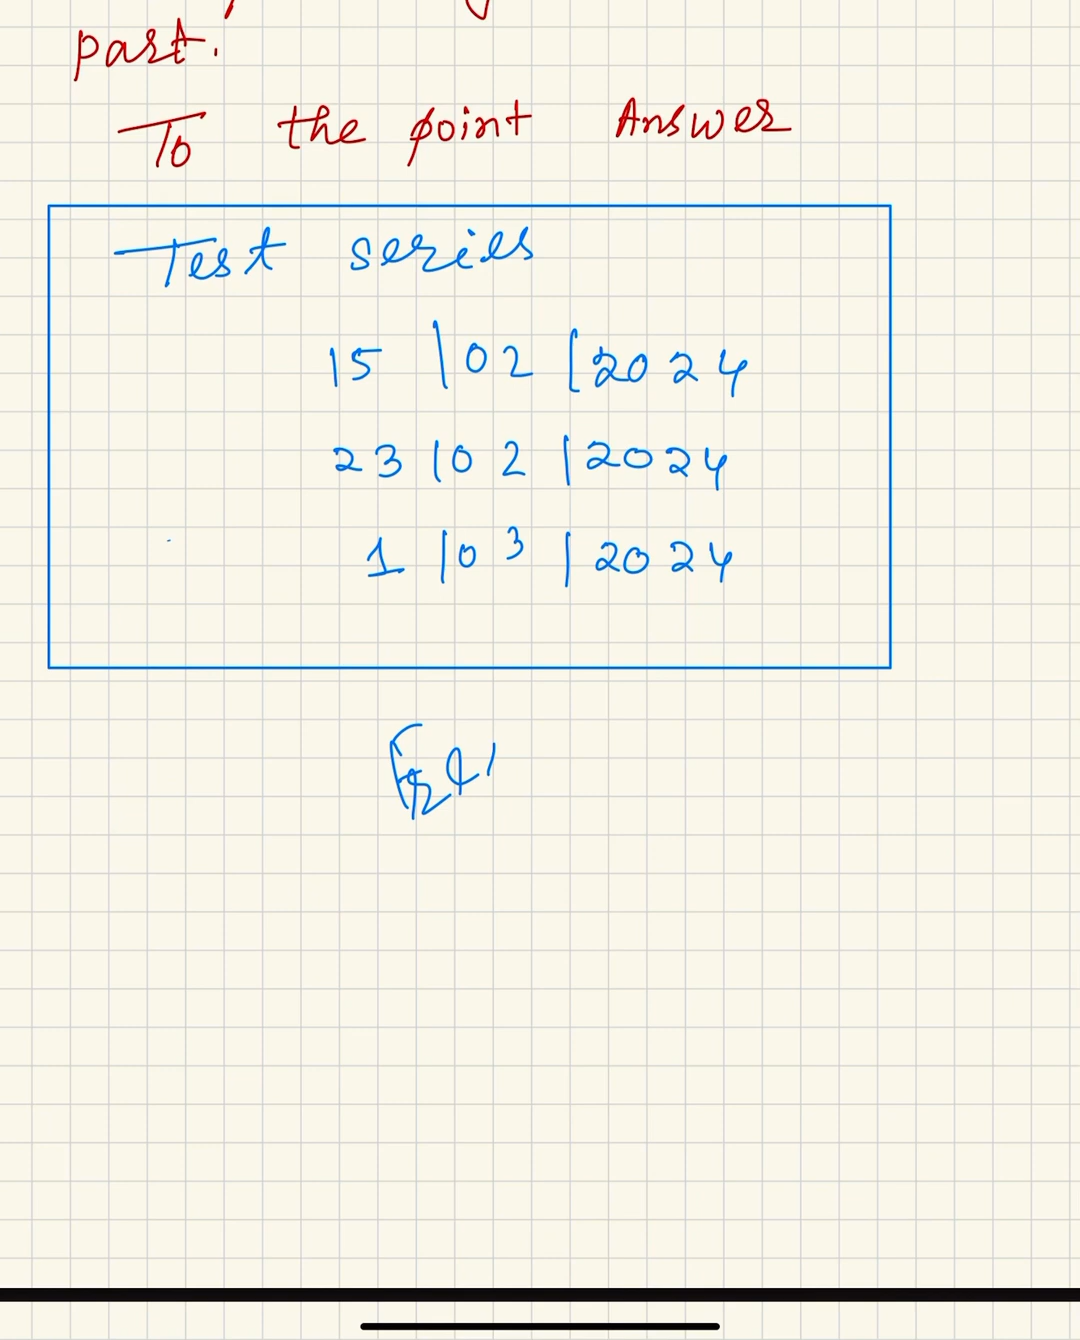 part.
To the point Answer
Test series
15 |02 |2024
23 |02 |2024
1 |03 |2024